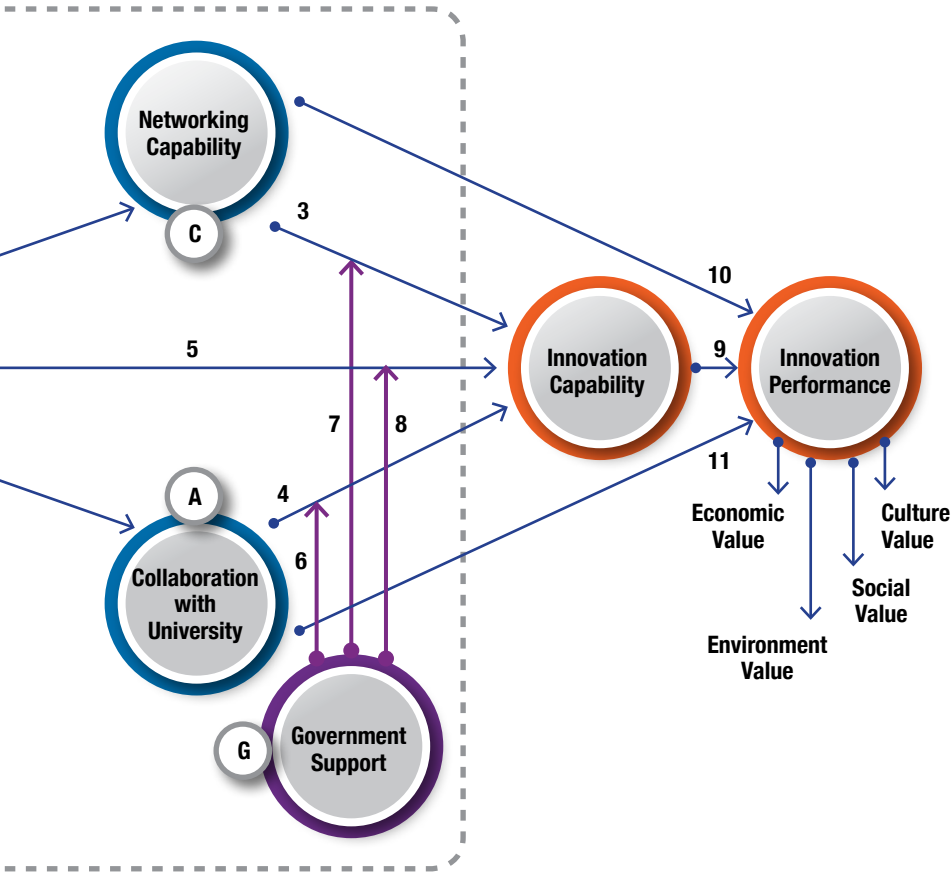 Networking
Capability
C
3
10
5
Innovation
Capability
9
Innovation
Performance
7
8
11
A
4
6
Collaboration
with
University
Economic
Value
Culture
Value
Social
Value
Environment
Value
G
Government
Support